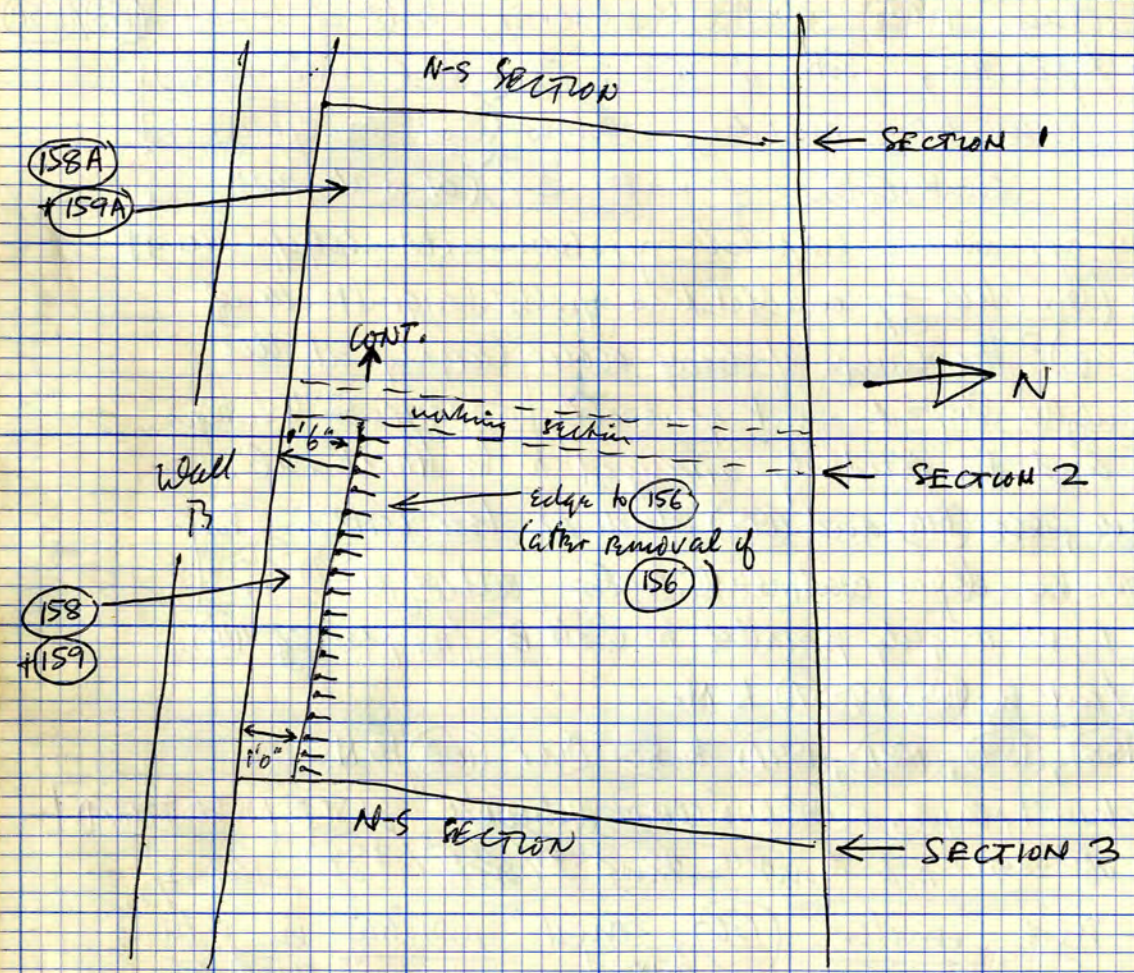 N-S SECTION
← SECTION 1
158A
+ 159A
CONT.
N
section
1'6"
← SECTION 2
Wall
B
Edge to 156
(after removal of
156)
158
+ 159
1'0"
N-S SECTION
← SECTION 3